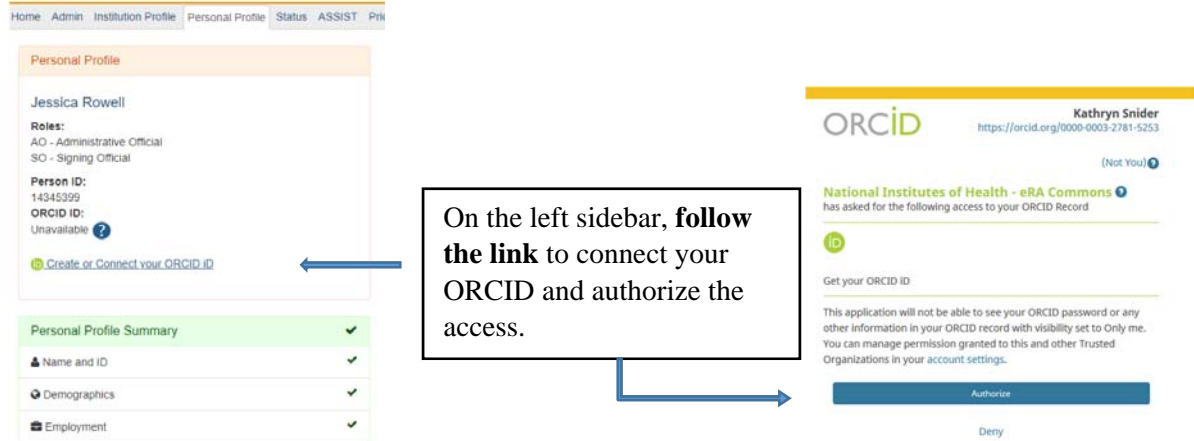 Home Admin Institution Profile Personal Profile Status ASSIST
Personal Profile
Jessica Rowell
Roles:
AO - Administrative Official
SO - Signing Official
Person ID:
14345399
ORCID ID:
Unavailable ?
iD Create or Connect your ORCID iD
Personal Profile Summary
Name and ID
Demographics
Employment
On the left sidebar, follow
the link to connect your
ORCID and authorize the
access.
ORCID
Kathryn Snider
https://orcid.org/0000-0003-2781-5253
(Not You) ?
National Institutes of Health - eRA Commons ?
has asked for the following access to your ORCID Record
iD
Get your ORCID iD
This application will not be able to see your ORCID password or any
other information in your ORCID record with visibility set to Only me.
You can manage permission granted to this and other Trusted
Organizations in your account settings.
Authorize
Deny